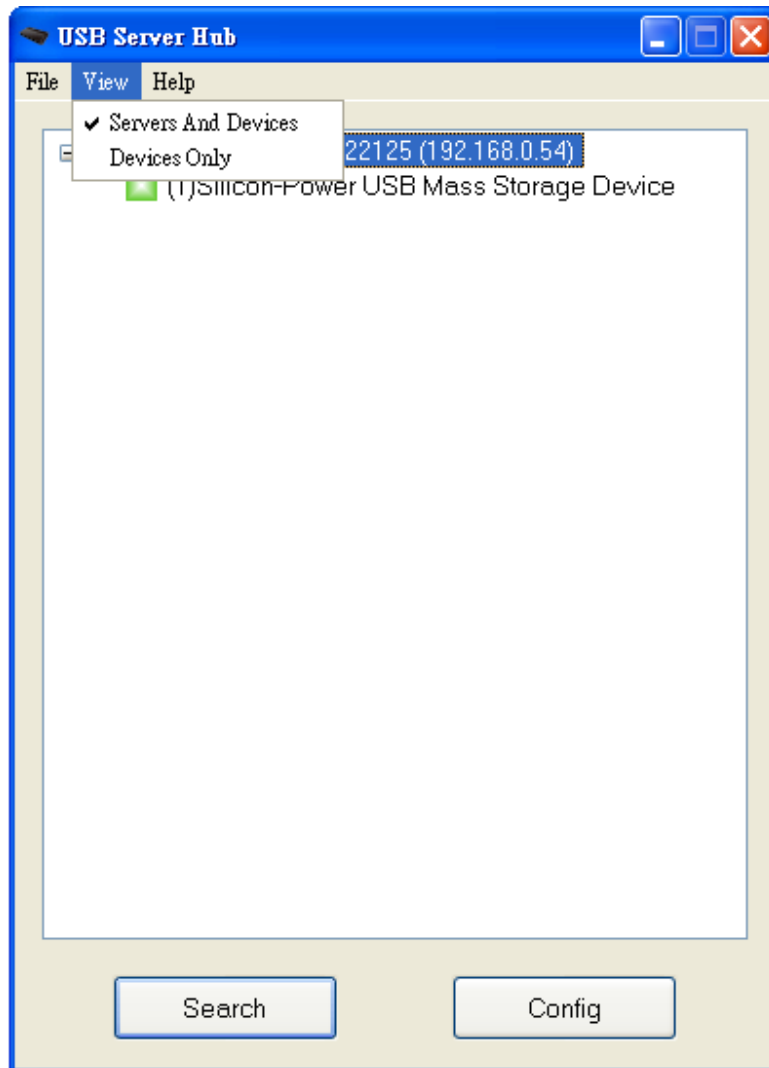 USB Server Hub
File View Help
Servers And Devices
Devices Only
22125 (192.168.0.54)
(1)Silicon-Power USB Mass Storage Device
Search Config